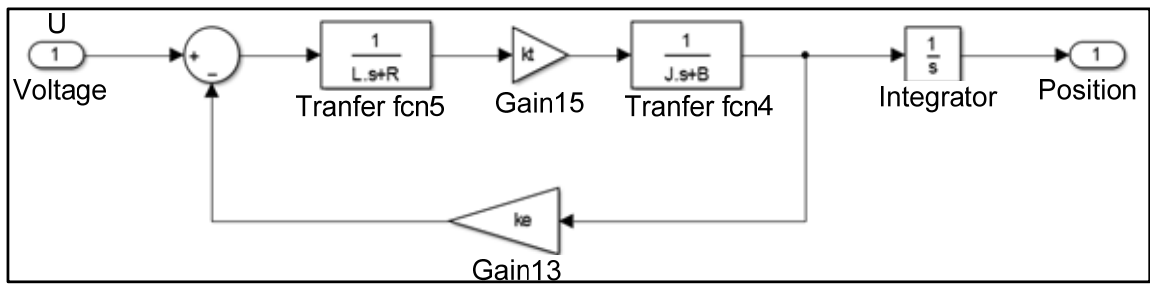 U
1
Voltage
+
−
1
L.s+R
Tranfer fcn5
kt
Gain15
1
J.s+B
Tranfer fcn4
1
s
Integrator
1
Position
ke
Gain13